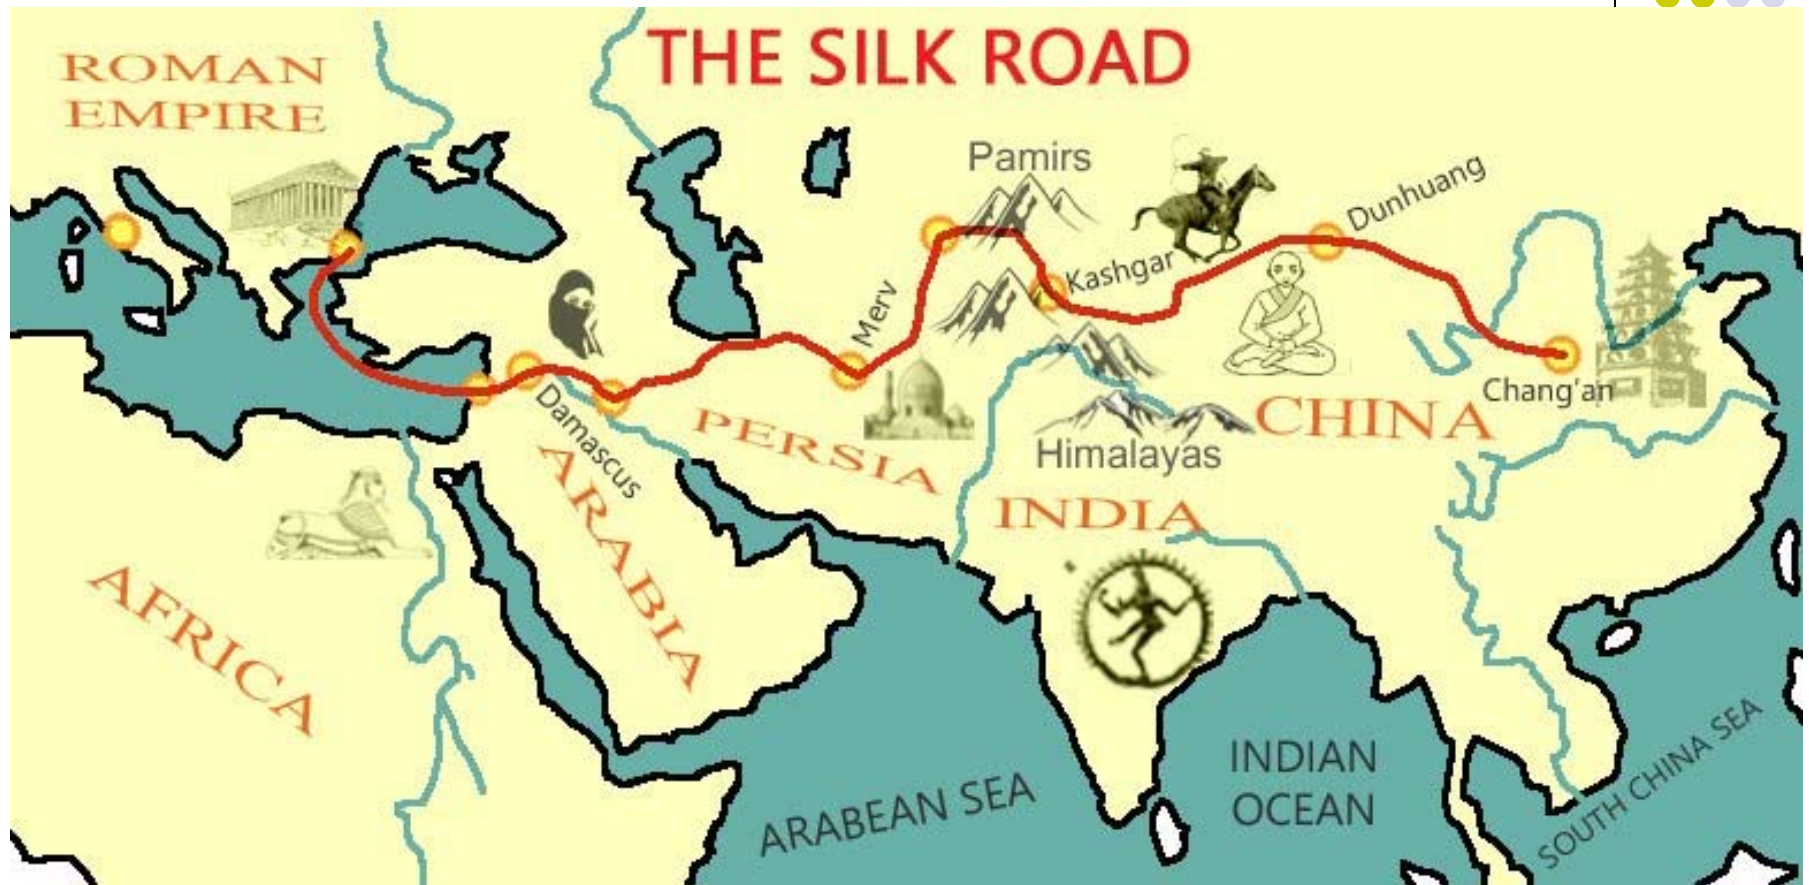 THE SILK ROAD
ROMAN
EMPIRE
Pamirs
Dunhuang
Kashgar
Merv
Chang'an
Damascus
PERSIA
CHINA
Himalayas
ARABIA
INDIA
AFRICA
INDIAN
OCEAN
ARABEAN SEA
SOUTH CHINA SEA